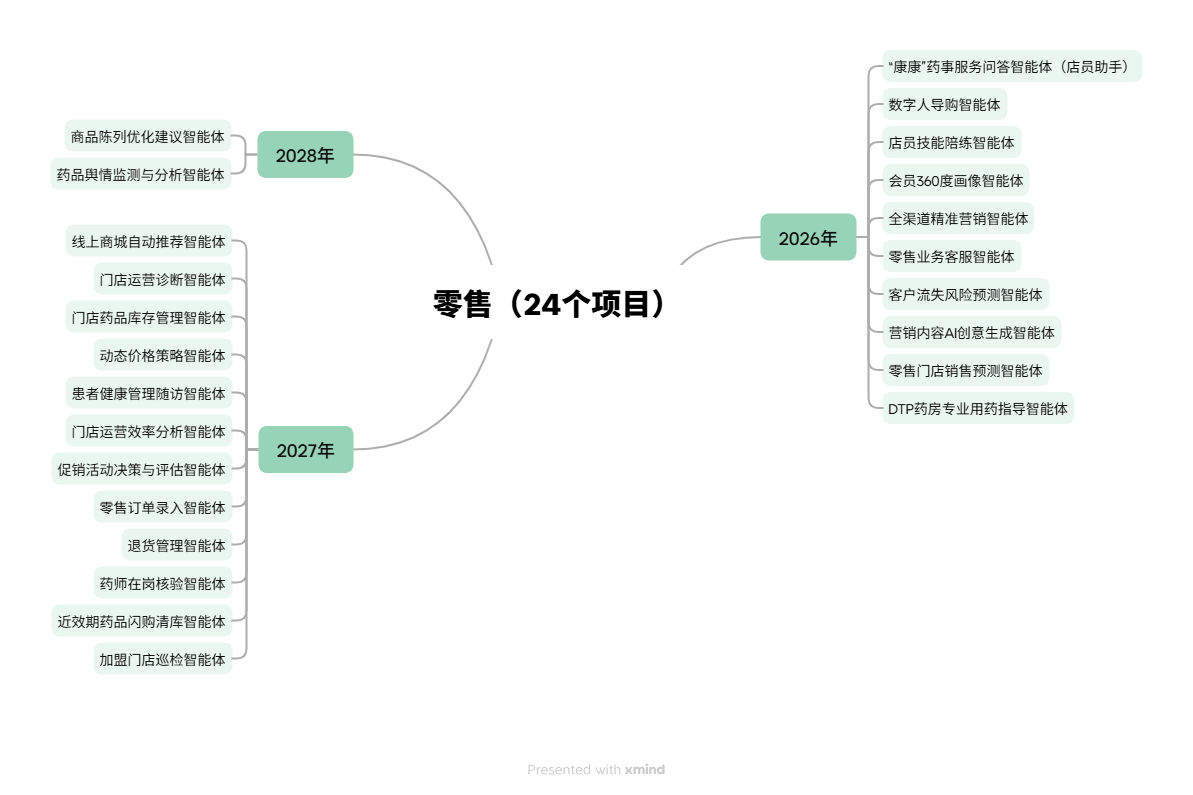 零售（24个项目）
2026年
“康康”药事服务问答智能体（店员助手）
数字人导购智能体
店员技能陪练智能体
会员360度画像智能体
全渠道精准营销智能体
零售业务客服智能体
客户流失风险预测智能体
营销内容AI创意生成智能体
零售门店销售预测智能体
DTP药房专业用药指导智能体
2027年
线上商城自动推荐智能体
门店运营诊断智能体
门店药品库存管理智能体
动态价格策略智能体
患者健康管理随访智能体
门店运营效率分析智能体
促销活动决策与评估智能体
零售订单录入智能体
退货管理智能体
药师在岗核验智能体
近效期药品闪购清库智能体
加盟门店巡检智能体
2028年
商品陈列优化建议智能体
药品舆情监测与分析智能体
Presented with xmind